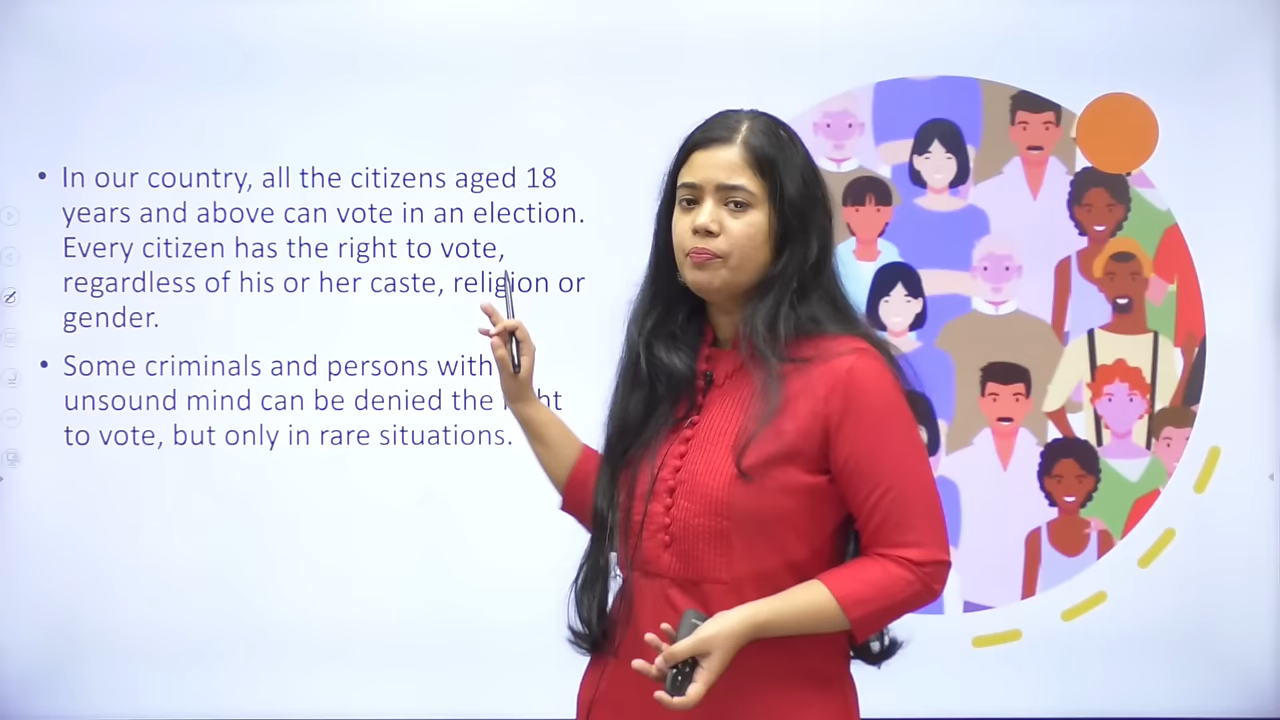 • In our country, all the citizens aged 18
years and above can vote in an election.
Every citizen has the right to vote,
regardless of his or her caste, religion or
gender.
• Some criminals and persons with
unsound mind can be denied the right
to vote, but only in rare situations.